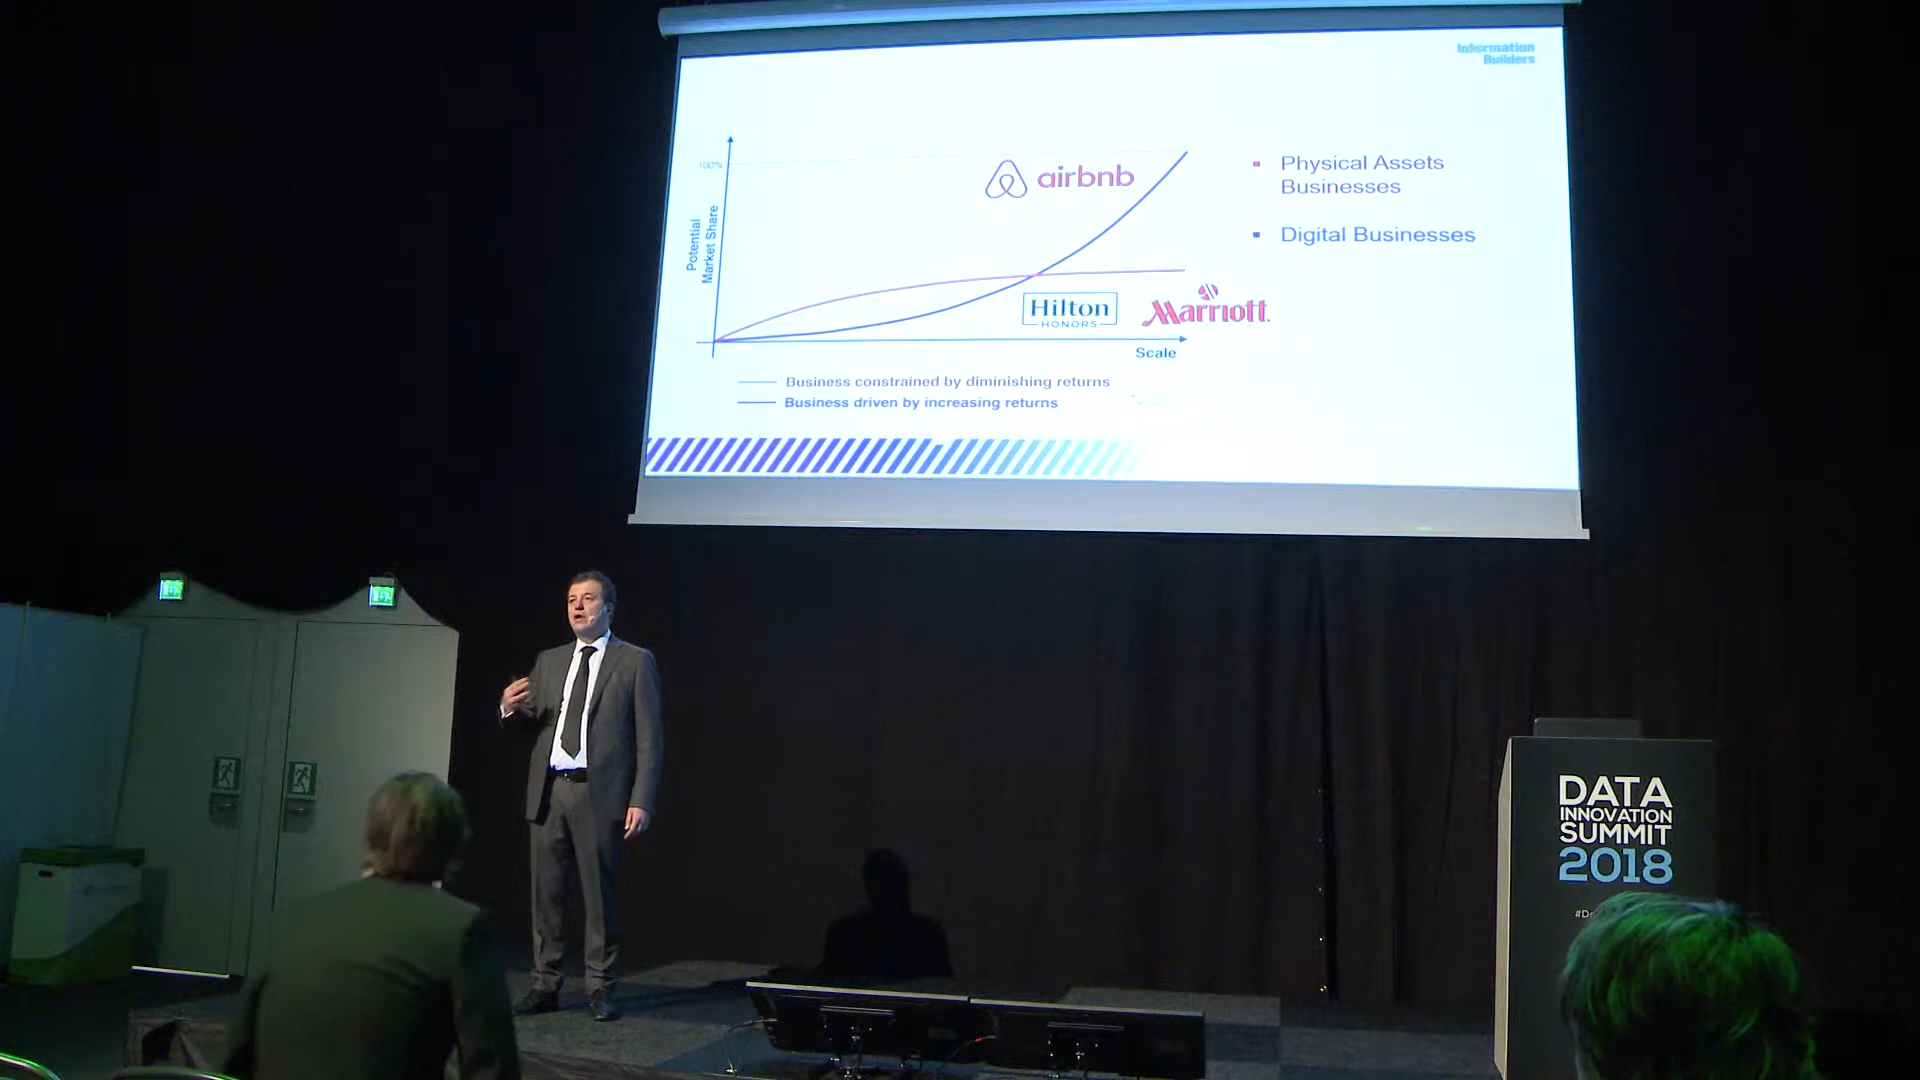 Information
Builders
100%
airbnb
Physical Assets
Businesses
Digital Businesses
Potential
Market Share
Hilton
HONORS
Marriott.
Scale
Business constrained by diminishing returns
Business driven by increasing returns
DATA
INNOVATION
SUMMIT
2018